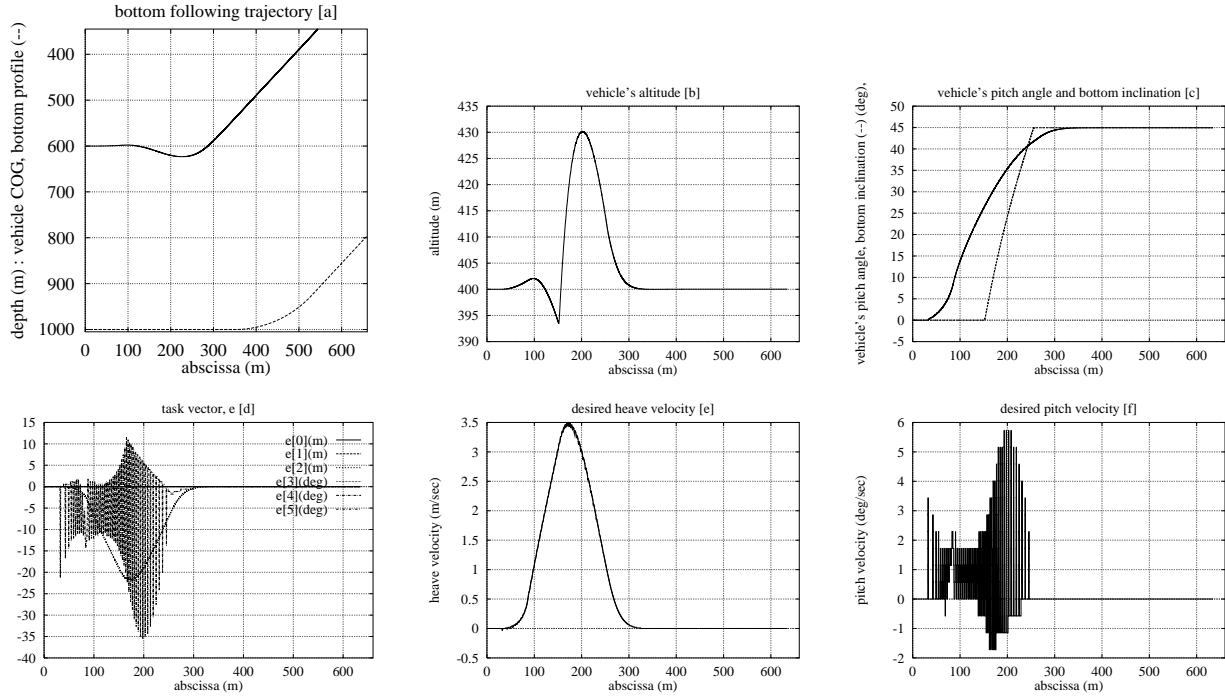 bottom following trajectory [a]
depth (m) : vehicle COG, bottom profile (--)
400
500
600
700
800
900
1000
0 100 200 300 400 500 600
abscissa (m)
vehicle's altitude [b]
altitude (m)
435
430
425
420
415
410
405
400
395
390
0 100 200 300 400 500 600
abscissa (m)
vehicle's pitch angle and bottom inclination [c]
vehicle's pitch angle, bottom inclination (--) (deg),
50
45
40
35
30
25
20
15
10
5
0
-5
0 100 200 300 400 500 600
abscissa (m)
task vector, e [d]
15
10
5
0
-5
-10
-15
-20
-25
-30
-35
-40
e[0](m)
e[1](m)
e[2](m)
e[3](deg)
e[4](deg)
e[5](deg)
0 100 200 300 400 500 600
abscissa (m)
desired heave velocity [e]
heave velocity (m/sec)
3.5
3
2.5
2
1.5
1
0.5
0
-0.5
0 100 200 300 400 500 600
abscissa (m)
desired pitch velocity [f]
pitch velocity (deg/sec)
6
5
4
3
2
1
0
-1
-2
0 100 200 300 400 500 600
abscissa (m)